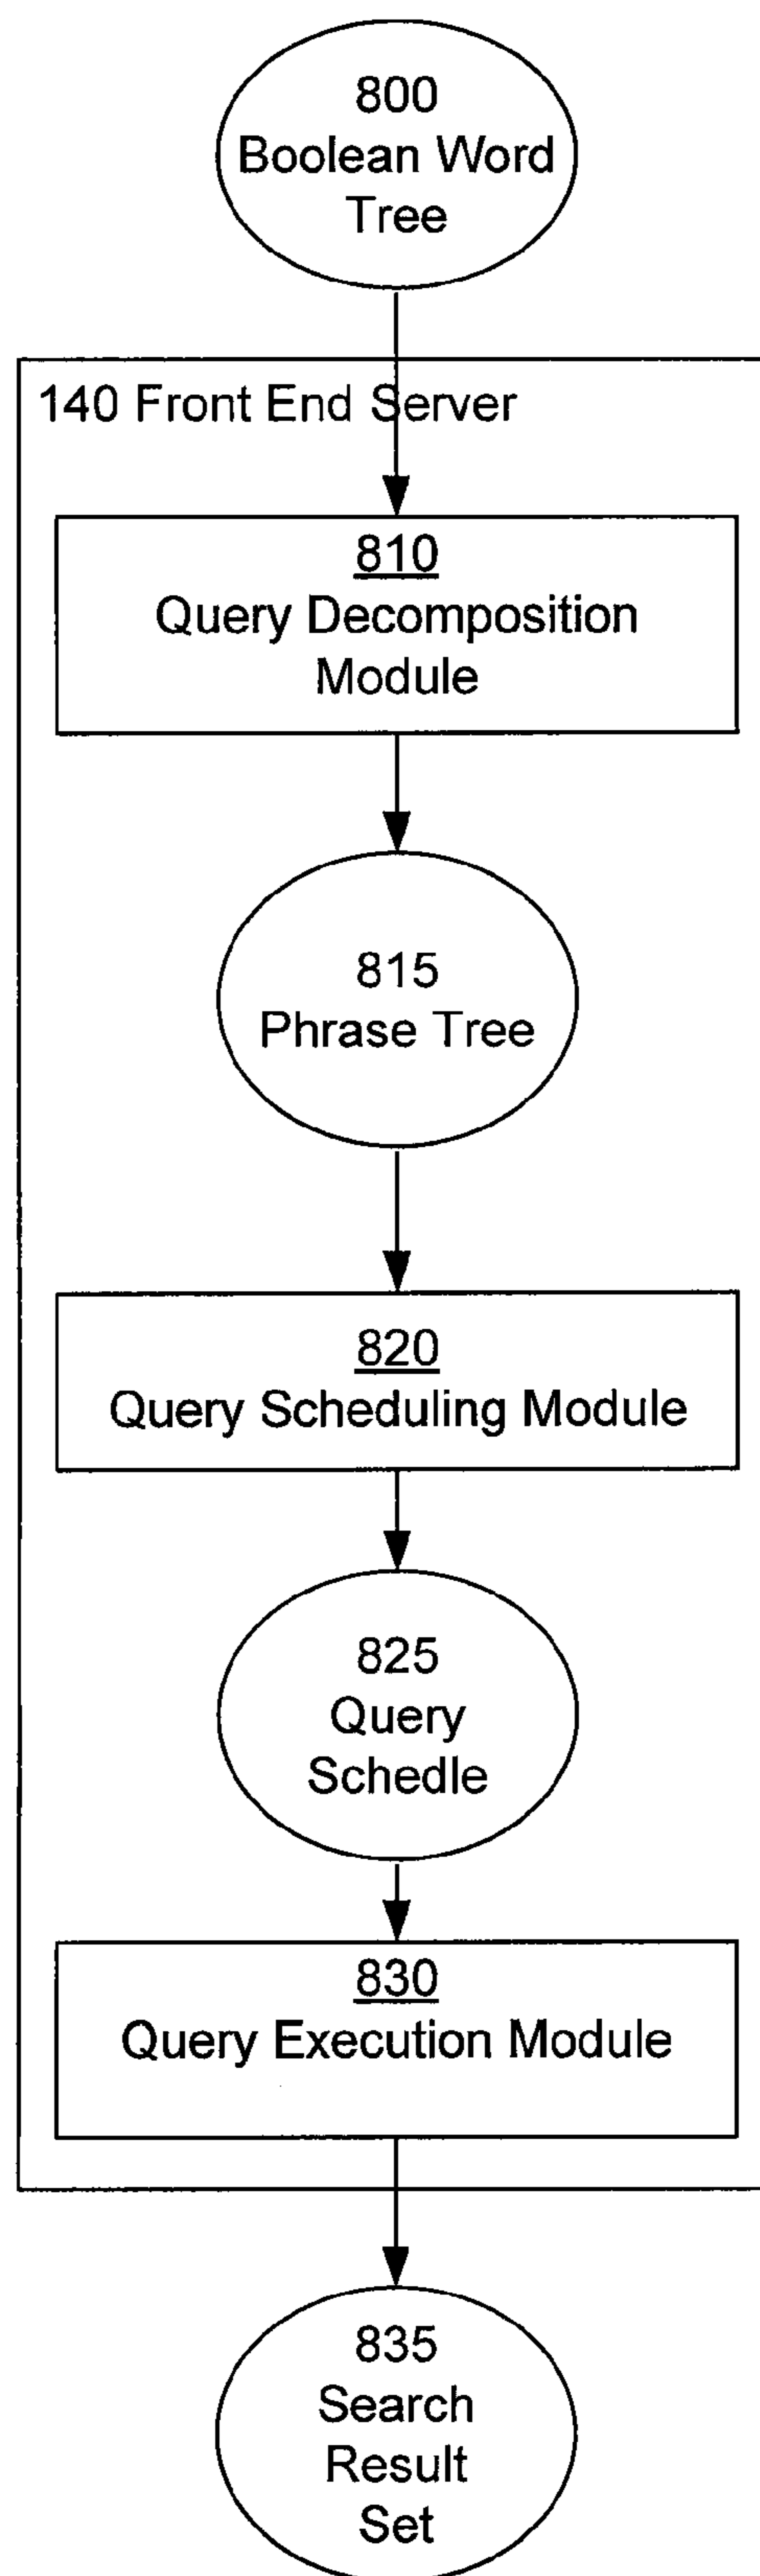 800
Boolean Word
Tree
140 Front End Server
810
Query Decomposition
Module
815
Phrase Tree
820
Query Scheduling Module
825
Query
Schedle
830
Query Execution Module
835
Search
Result
Set